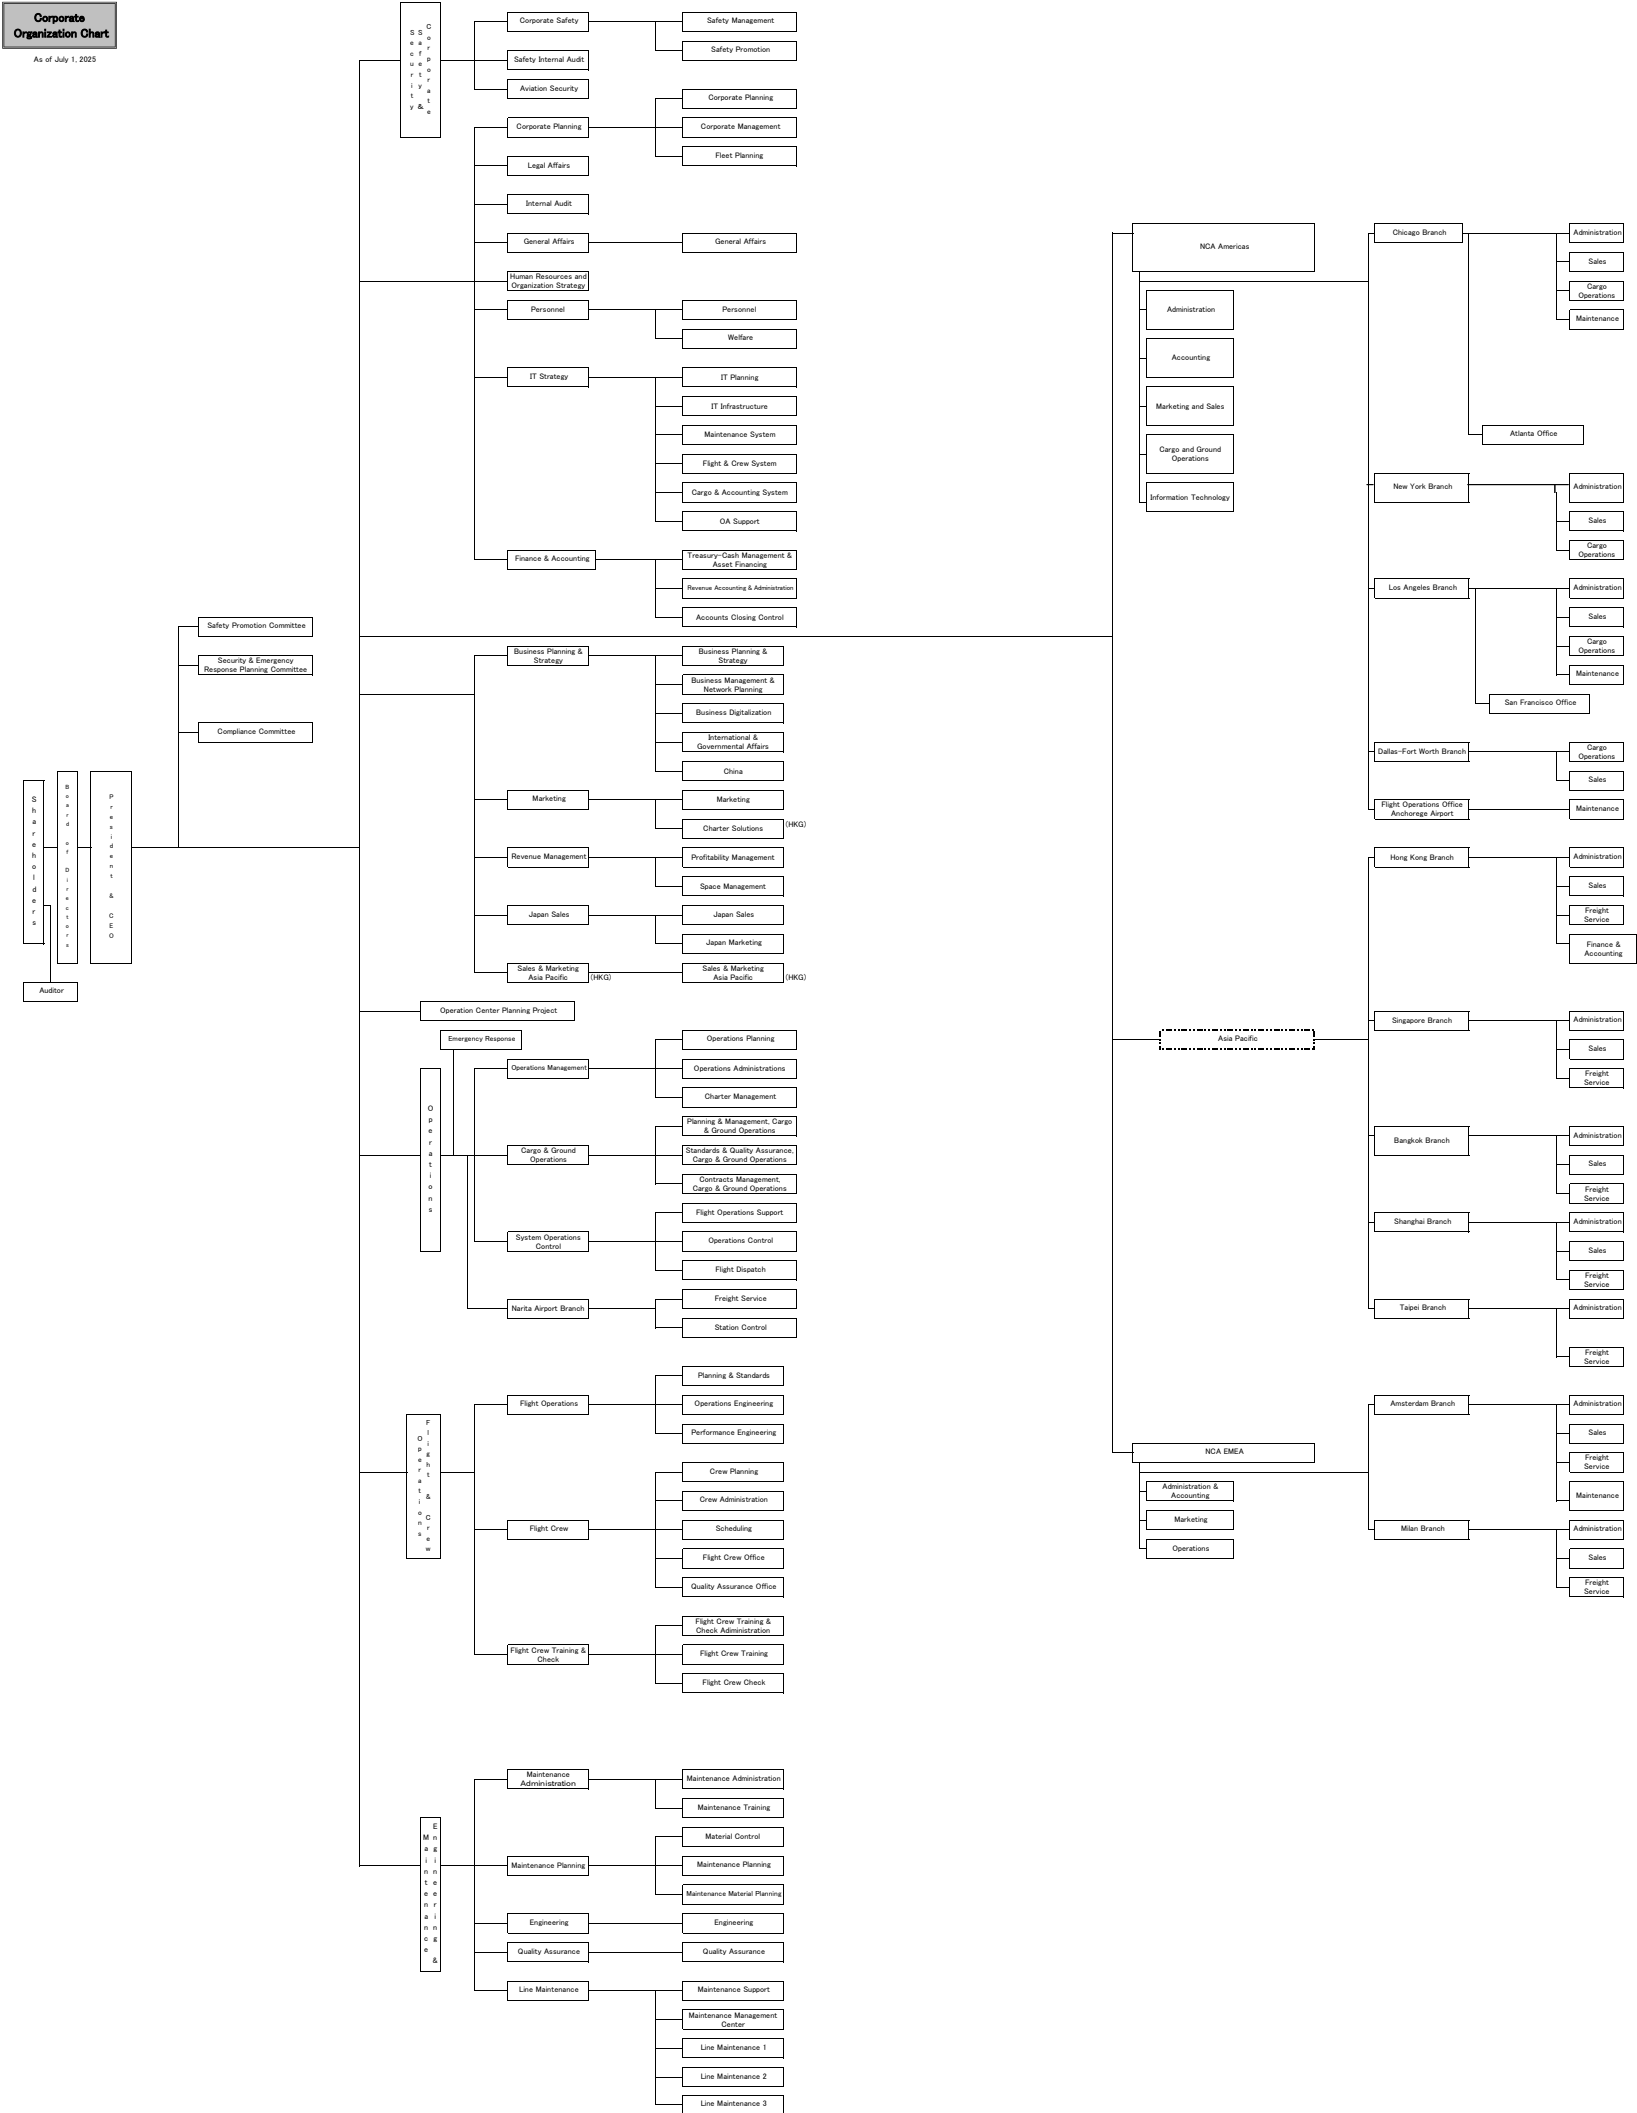 Corporate
Organization Chart
As of July 1, 2025
Shareholders
Auditor
Board of Directors
President & CEO
Safety Promotion Committee
Security & Emergency
Response Planning Committee
Compliance Committee
Corporate
Safety &
Security
Corporate Safety
Safety Management
Safety Promotion
Safety Internal Audit
Aviation Security
Corporate Planning
Corporate Planning
Corporate Management
Fleet Planning
Legal Affairs
Internal Audit
General Affairs
General Affairs
Human Resources and
Organization Strategy
Personnel
Personnel
Welfare
IT Strategy
IT Planning
IT Infrastructure
Maintenance System
Flight & Crew System
Cargo & Accounting System
OA Support
Finance & Accounting
Treasury-Cash Management &
Asset Financing
Revenue Accounting & Administration
Accounts Closing Control
Business Planning &
Strategy
Business Planning &
Strategy
Business Management &
Network Planning
Business Digitalization
International &
Governmental Affairs
China
Marketing
Marketing
Charter Solutions
(HKG)
Revenue Management
Profitability Management
Space Management
Japan Sales
Japan Sales
Japan Marketing
Sales & Marketing
Asia Pacific
(HKG)
Sales & Marketing
Asia Pacific
(HKG)
Operation Center Planning Project
Emergency Response
Operations
Operations Management
Operations Planning
Operations Administrations
Charter Management
Cargo & Ground
Operations
Planning & Management, Cargo
& Ground Operations
Standards & Quality Assurance,
Cargo & Ground Operations
Contracts Management,
Cargo & Ground Operations
System Operations
Control
Flight Operations Support
Operations Control
Flight Dispatch
Narita Airport Branch
Freight Service
Station Control
Flight & Crew
Operations
Flight Operations
Planning & Standards
Operations Engineering
Performance Engineering
Flight Crew
Crew Planning
Crew Administration
Scheduling
Flight Crew Office
Quality Assurance Office
Flight Crew Training &
Check
Flight Crew Training &
Check Adiministration
Flight Crew Training
Flight Crew Check
Engineering &
Maintenance
Maintenance
Administration
Maintenance Administration
Maintenance Training
Maintenance Planning
Material Control
Maintenance Planning
Maintenance Material Planning
Engineering
Engineering
Quality Assurance
Quality Assurance
Line Maintenance
Maintenance Support
Maintenance Management
Center
Line Maintenance 1
Line Maintenance 2
Line Maintenance 3
NCA Americas
Administration
Accounting
Marketing and Sales
Cargo and Ground
Operations
Information Technology
Chicago Branch
Administration
Sales
Cargo
Operations
Maintenance
Atlanta Office
New York Branch
Administration
Sales
Cargo
Operations
Los Angeles Branch
Administration
Sales
Cargo
Operations
Maintenance
San Francisco Office
Dallas-Fort Worth Branch
Cargo
Operations
Sales
Flight Operations Office
Anchorege Airport
Maintenance
Asia Pacific
Hong Kong Branch
Administration
Sales
Freight
Service
Finance &
Accounting
Singapore Branch
Administration
Sales
Freight
Service
Bangkok Branch
Administration
Sales
Freight
Service
Shanghai Branch
Administration
Sales
Freight
Service
Taipei Branch
Administration
Freight
Service
NCA EMEA
Administration &
Accounting
Marketing
Operations
Amsterdam Branch
Administration
Sales
Freight
Service
Maintenance
Milan Branch
Administration
Sales
Freight
Service